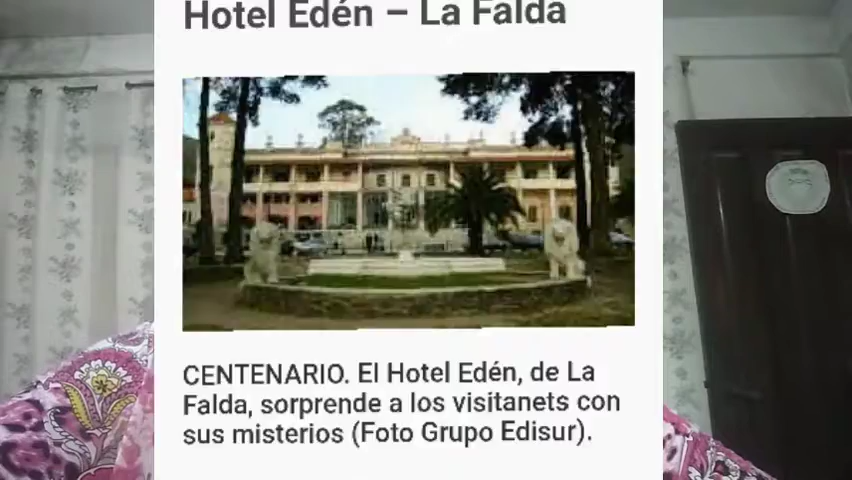 Hotel Edén – La Falda
CENTENARIO. El Hotel Edén, de La
Falda, sorprende a los visitanets con
sus misterios (Foto Grupo Edisur).